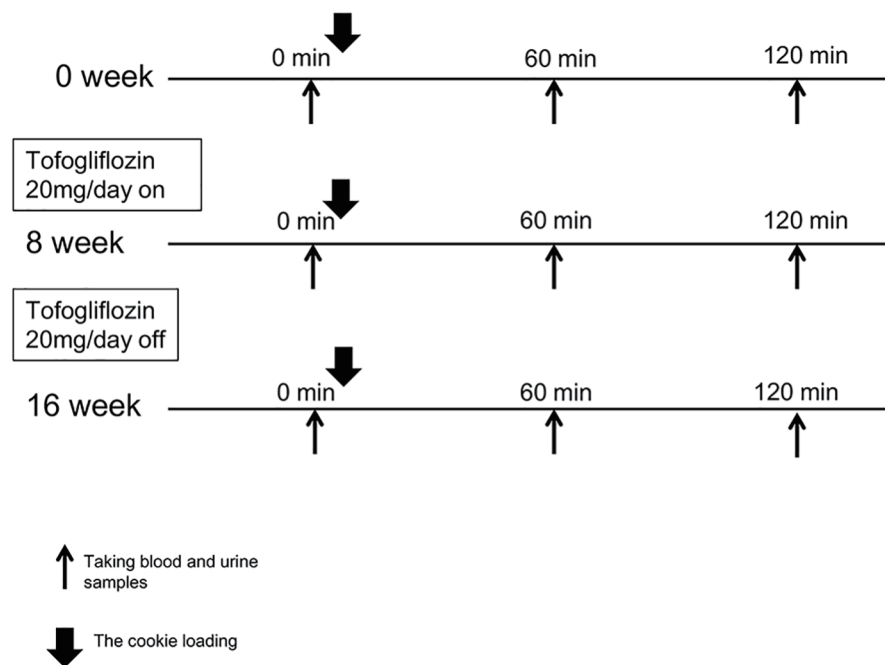 0 min
60 min
120 min
0 week
Tofogliflozin
20mg/day on
0 min
60 min
120 min
8 week
Tofogliflozin
20mg/day off
0 min
60 min
120 min
16 week
Taking blood and urine
samples
The cookie loading